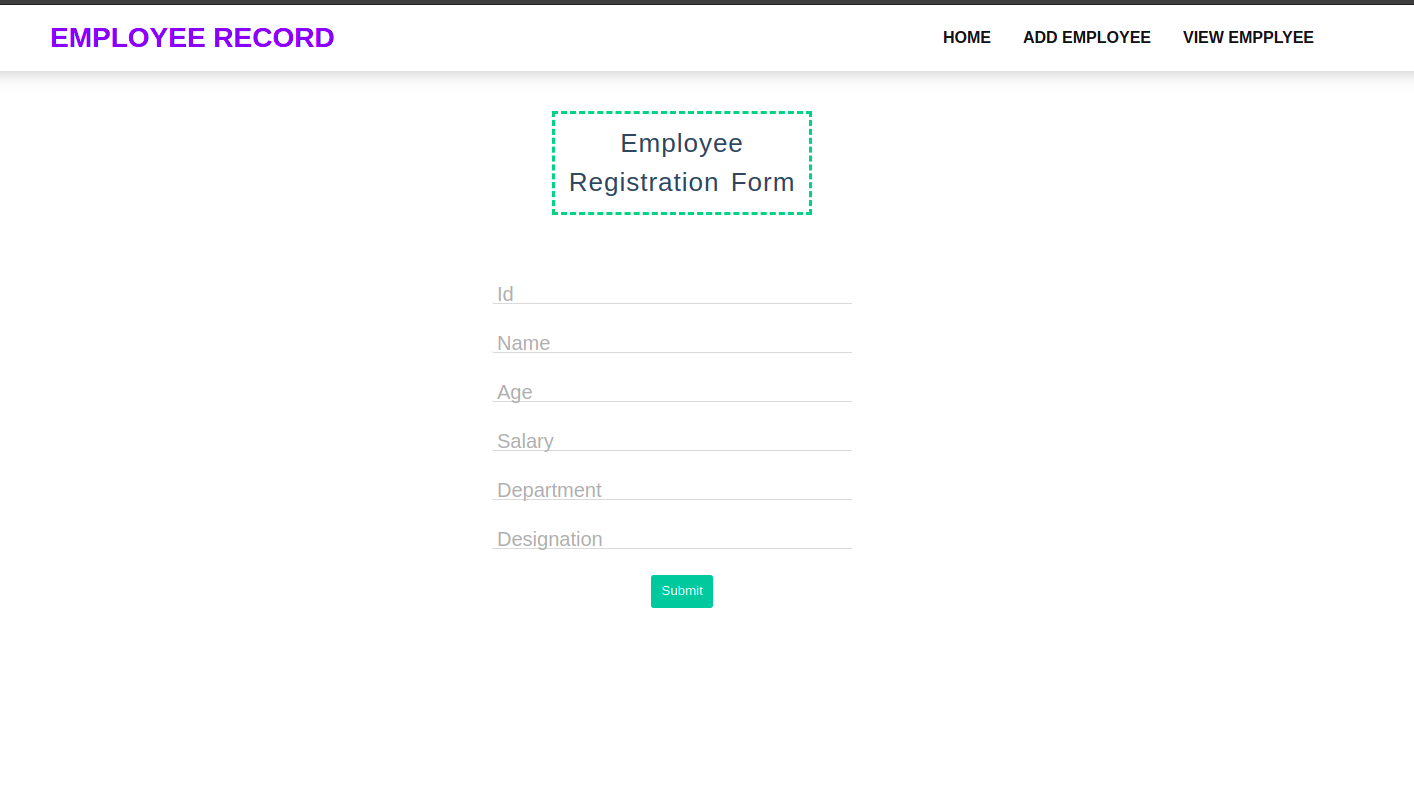 EMPLOYEE RECORD
HOME ADD EMPLOYEE VIEW EMPPLYEE
Employee
Registration Form
Id
Name
Age
Salary
Department
Designation
Submit